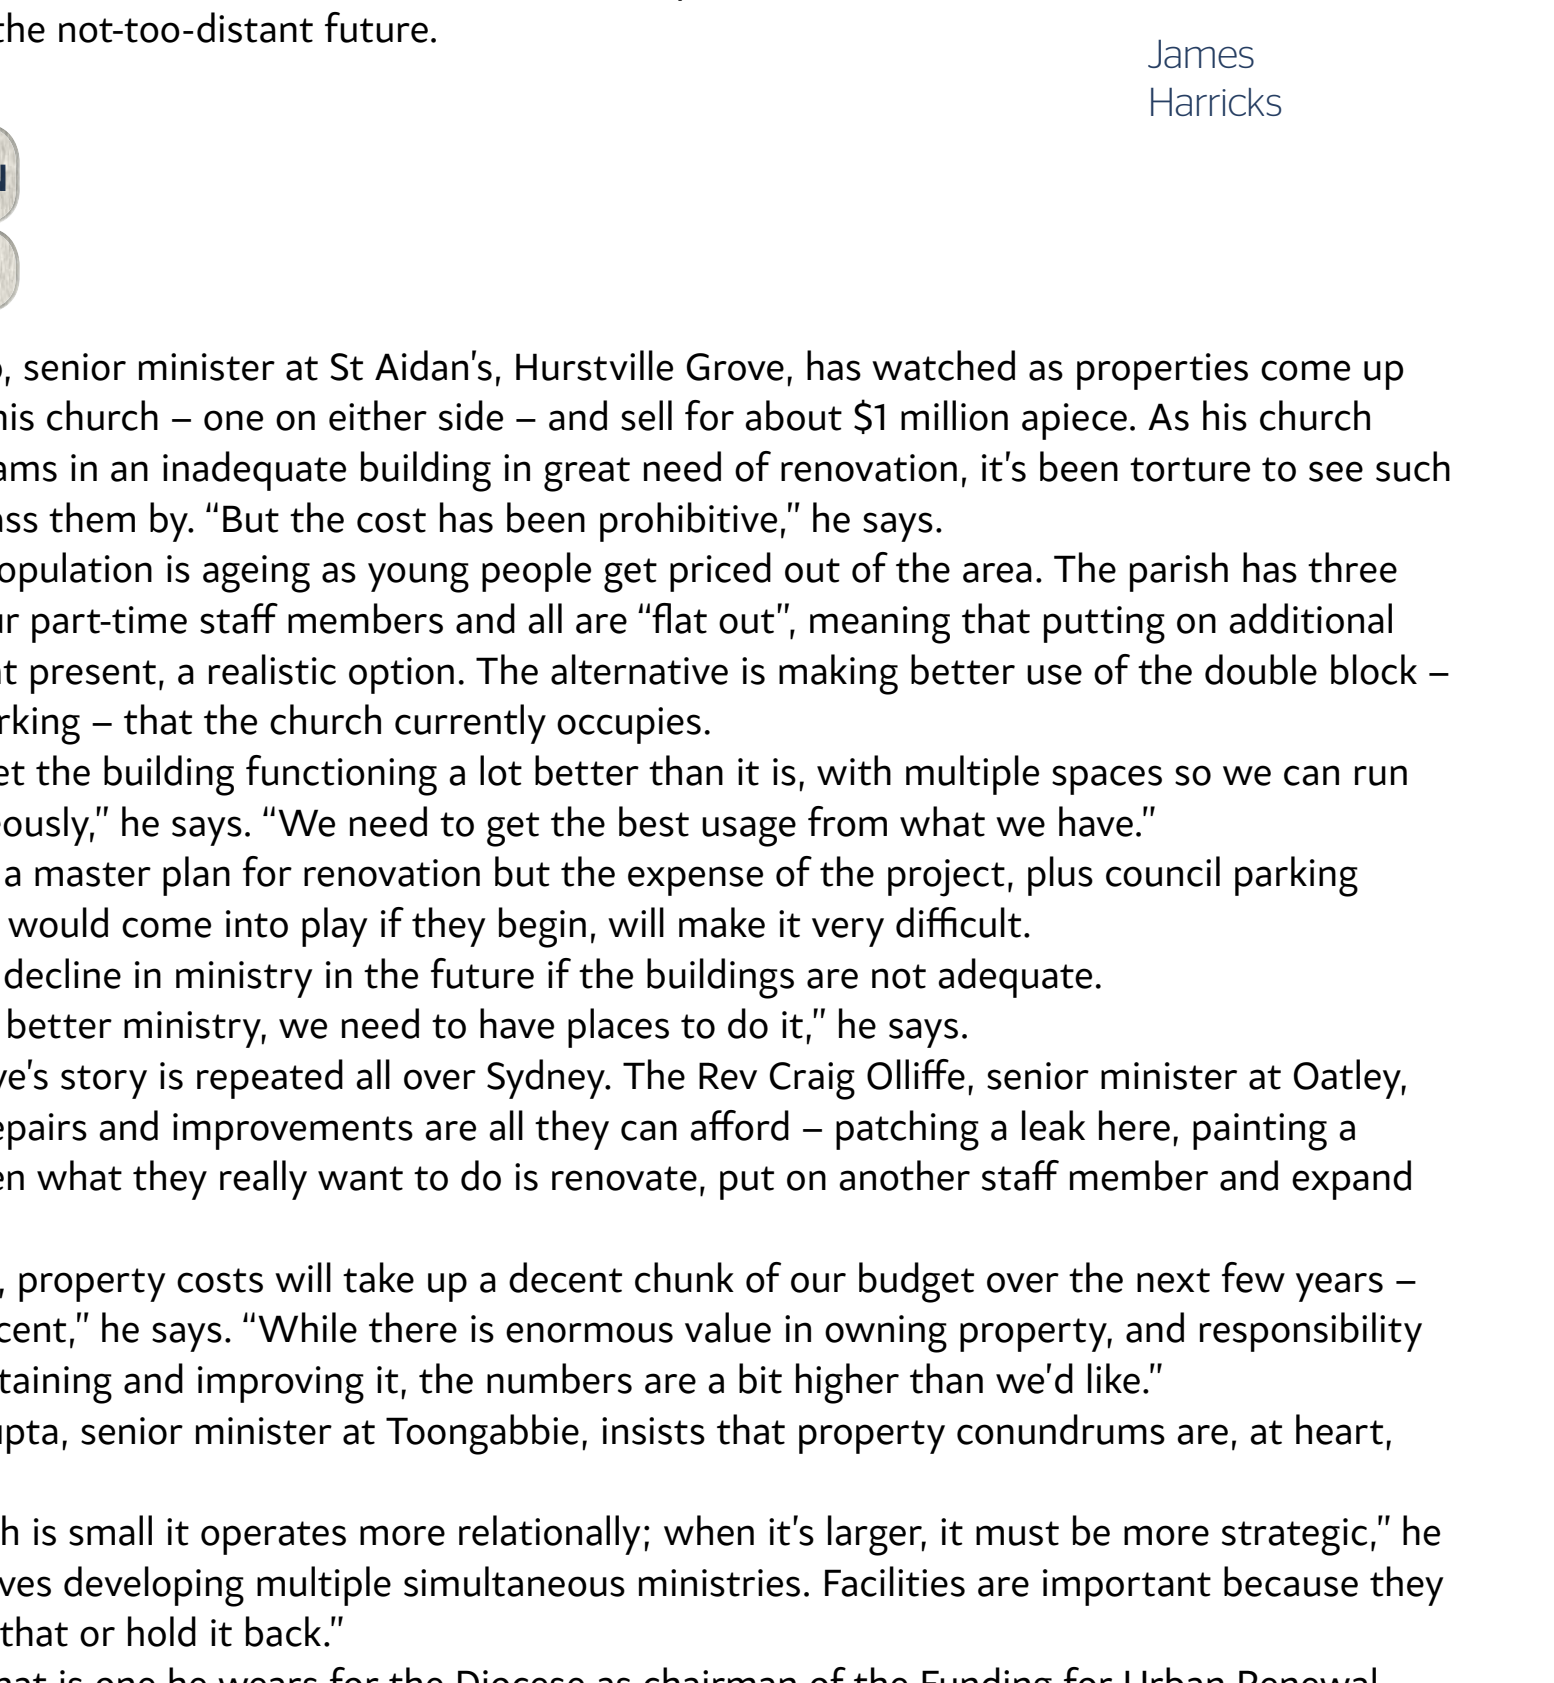 the not-too-distant future.
James
Harricks
senior minister at St Aidan’s, Hurstville Grove, has watched as properties come up
his church – one on either side – and sell for about $1 million apiece. As his church
in an inadequate building in great need of renovation, it’s been torture to see such
them by. “But the cost has been prohibitive,” he says.
is ageing as young people get priced out of the area. The parish has three
part-time staff members and all are “flat out”, meaning that putting on additional
present, a realistic option. The alternative is making better use of the double block –
– that the church currently occupies.
the building functioning a lot better than it is, with multiple spaces so we can run
he says. “We need to get the best usage from what we have.”
a master plan for renovation but the expense of the project, plus council parking
would come into play if they begin, will make it very difficult.
decline in ministry in the future if the buildings are not adequate.
better ministry, we need to have places to do it,” he says.
story is repeated all over Sydney. The Rev Craig Olliffe, senior minister at Oatley,
and improvements are all they can afford – patching a leak here, painting a
what they really want to do is renovate, put on another staff member and expand
, property costs will take up a decent chunk of our budget over the next few years –
cent,” he says. “While there is enormous value in owning property, and responsibility
and improving it, the numbers are a bit higher than we’d like.”
senior minister at Toongabbie, insists that property conundrums are, at heart,
is small it operates more relationally; when it’s larger, it must be more strategic,” he
developing multiple simultaneous ministries. Facilities are important because they
that or hold it back.”
is one he wears for the Diocese as chairman of the Funding for Urban Renewal